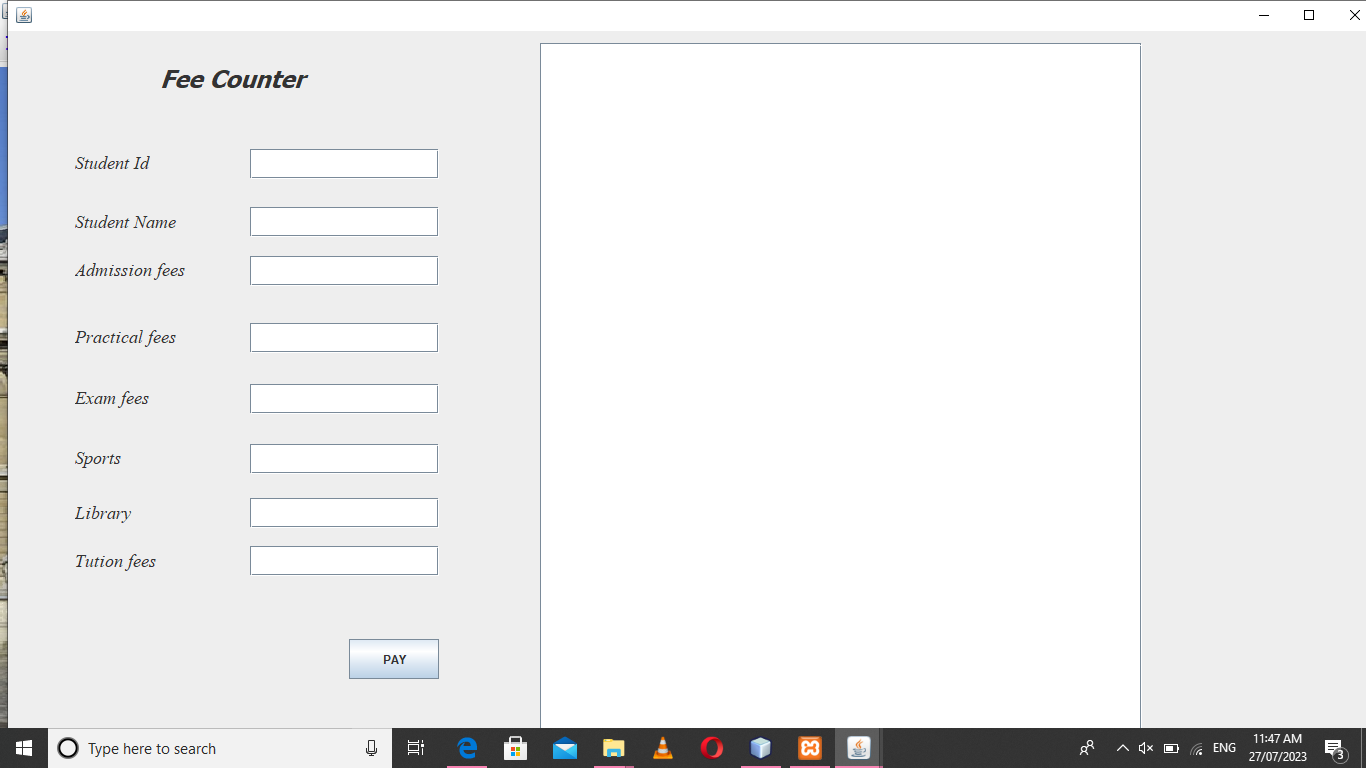 Fee Counter
Student Id
Student Name
Admission fees
Practical fees
Exam fees
Sports
Library
Tution fees
PAY
Type here to search
ENG
11:47 AM
27/07/2023
3